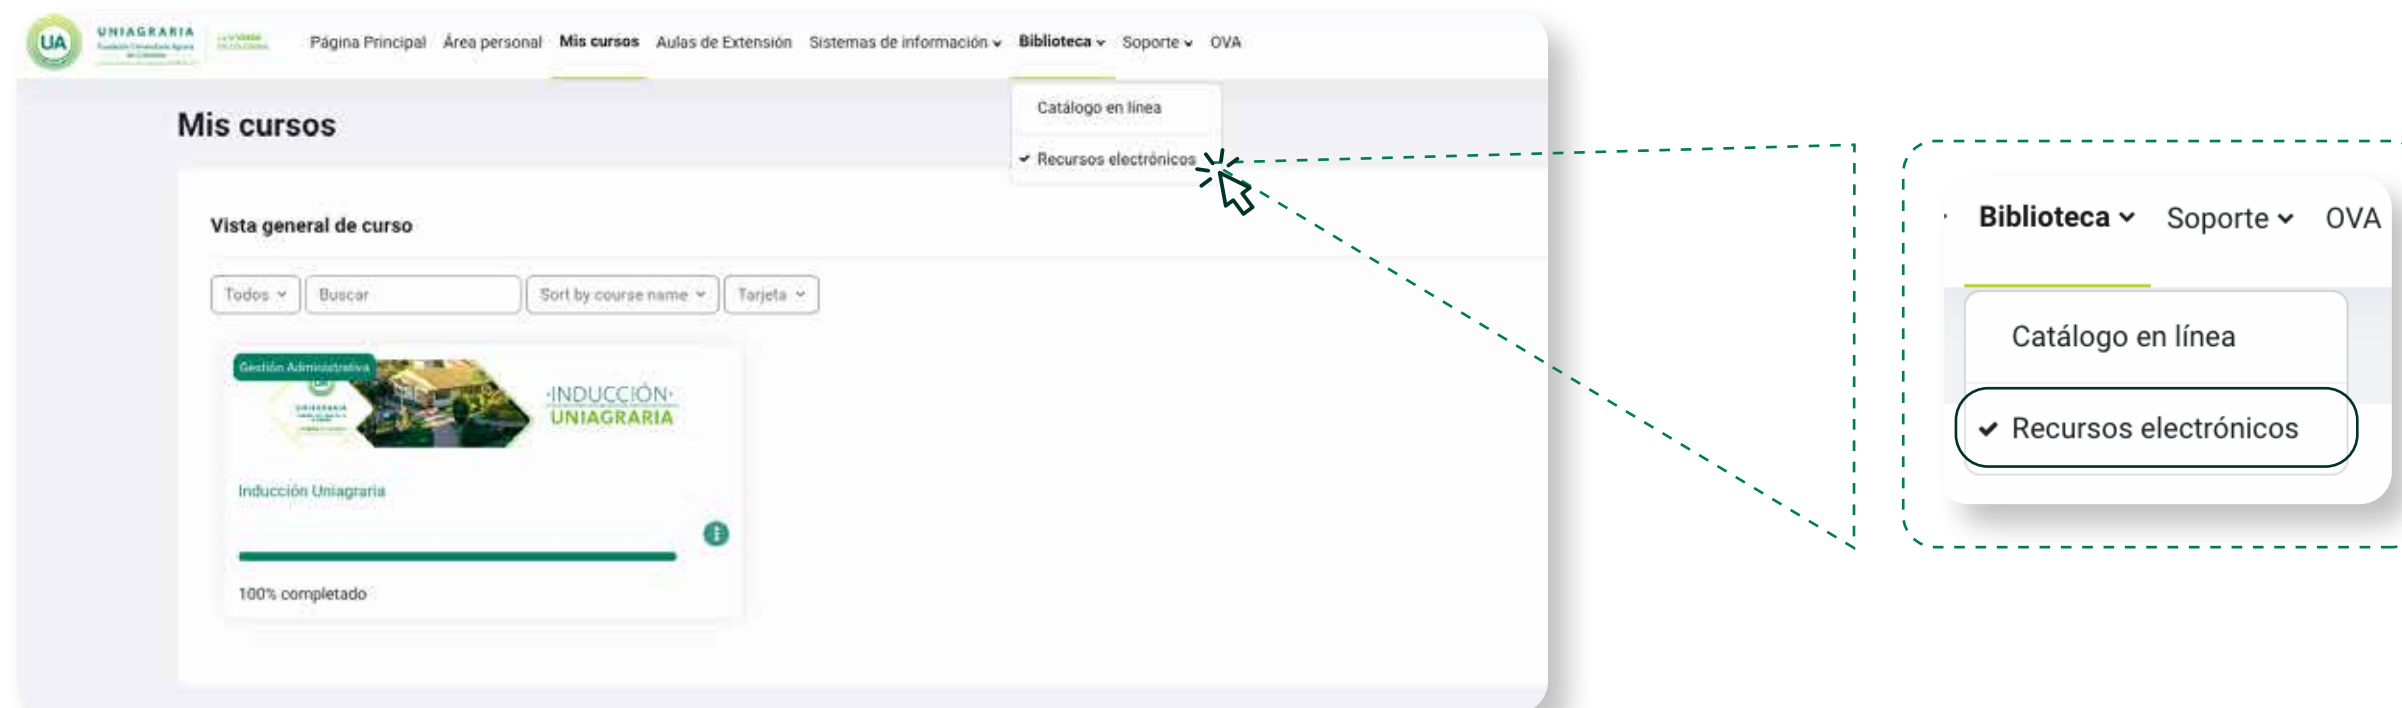 UA UNIAGRARIA
Página Principal Área personal Mis cursos Aulas de Extensión Sistemas de información Biblioteca Soporte OVA
Catálogo en línea
Recursos electrónicos
Mis cursos
Vista general de curso
Todos Buscar Sort by course name Tarjeta
Gestión Administrativa
·INDUCCIÓN·
UNIAGRARIA
Inducción Uniagraria
100% completado
Biblioteca Soporte OVA
Catálogo en línea
Recursos electrónicos